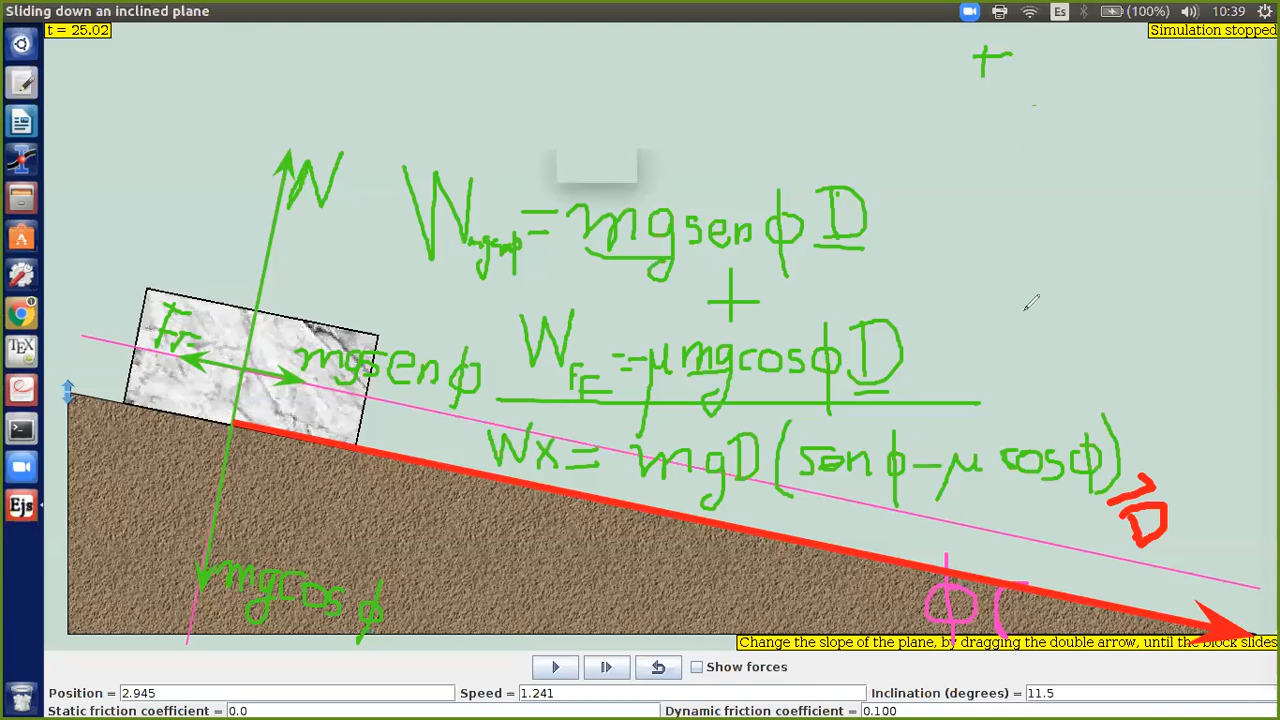 Sliding down an inclined plane
Es (100%) 10:39
t = 25.02
Simulation stopped
+
N
W = mg sen ϕ D
+
Fr
mg sen ϕ
W = -μ mg cos ϕ D
Wx = mgD (sen ϕ - μ cos ϕ)
D
mg cos ϕ
ϕ (
Change the slope of the plane, by dragging the double arrow, until the block slides
TEX
Ejs
Show forces
Position = 2.945 Speed = 1.241 Inclination (degrees) = 11.5
Static friction coefficient = 0.0 Dynamic friction coefficient = 0.100